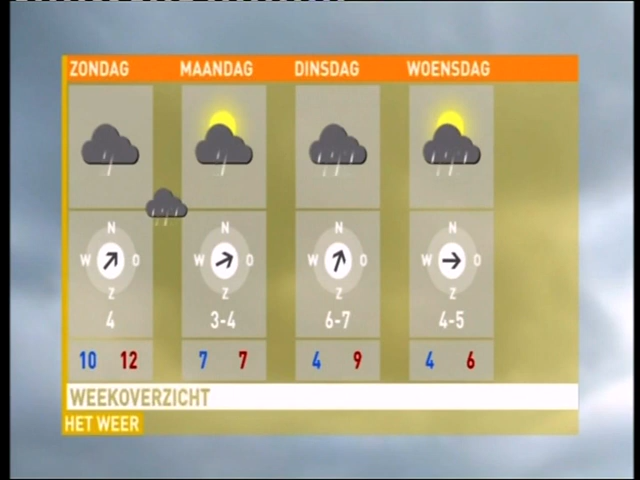 ZONDAG MAANDAG DINSDAG WOENSDAG
N N N N
W O W O W O W O
Z Z Z Z
4 3-4 6-7 4-5
10 12 7 7 4 9 4 6
WEEKOVERZICHT
HET WEER